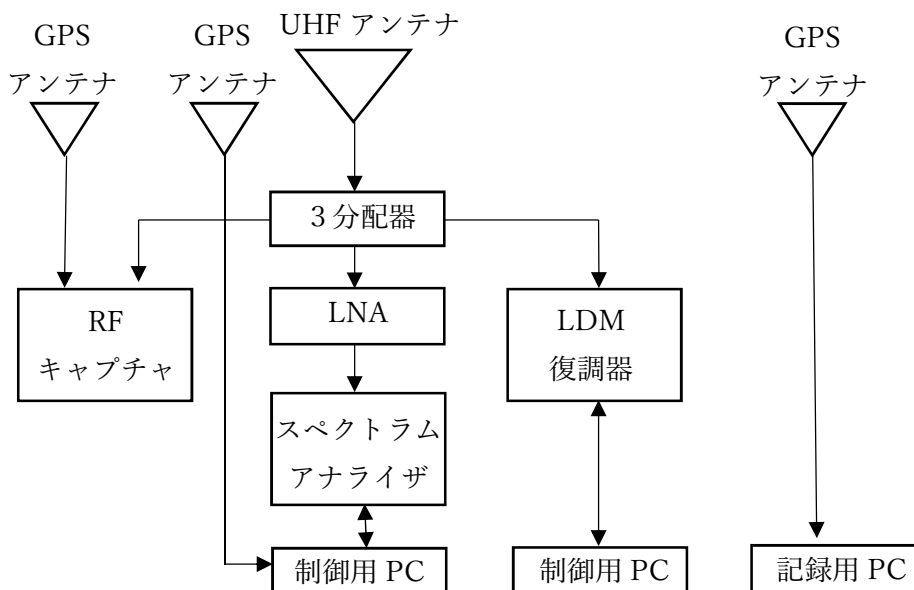 GPS
アンテナ
GPS
アンテナ
UHF アンテナ
GPS
アンテナ
３分配器
RF
キャプチャ
LNA
LDM
復調器
スペクトラム
アナライザ
制御用 PC
制御用 PC
記録用 PC